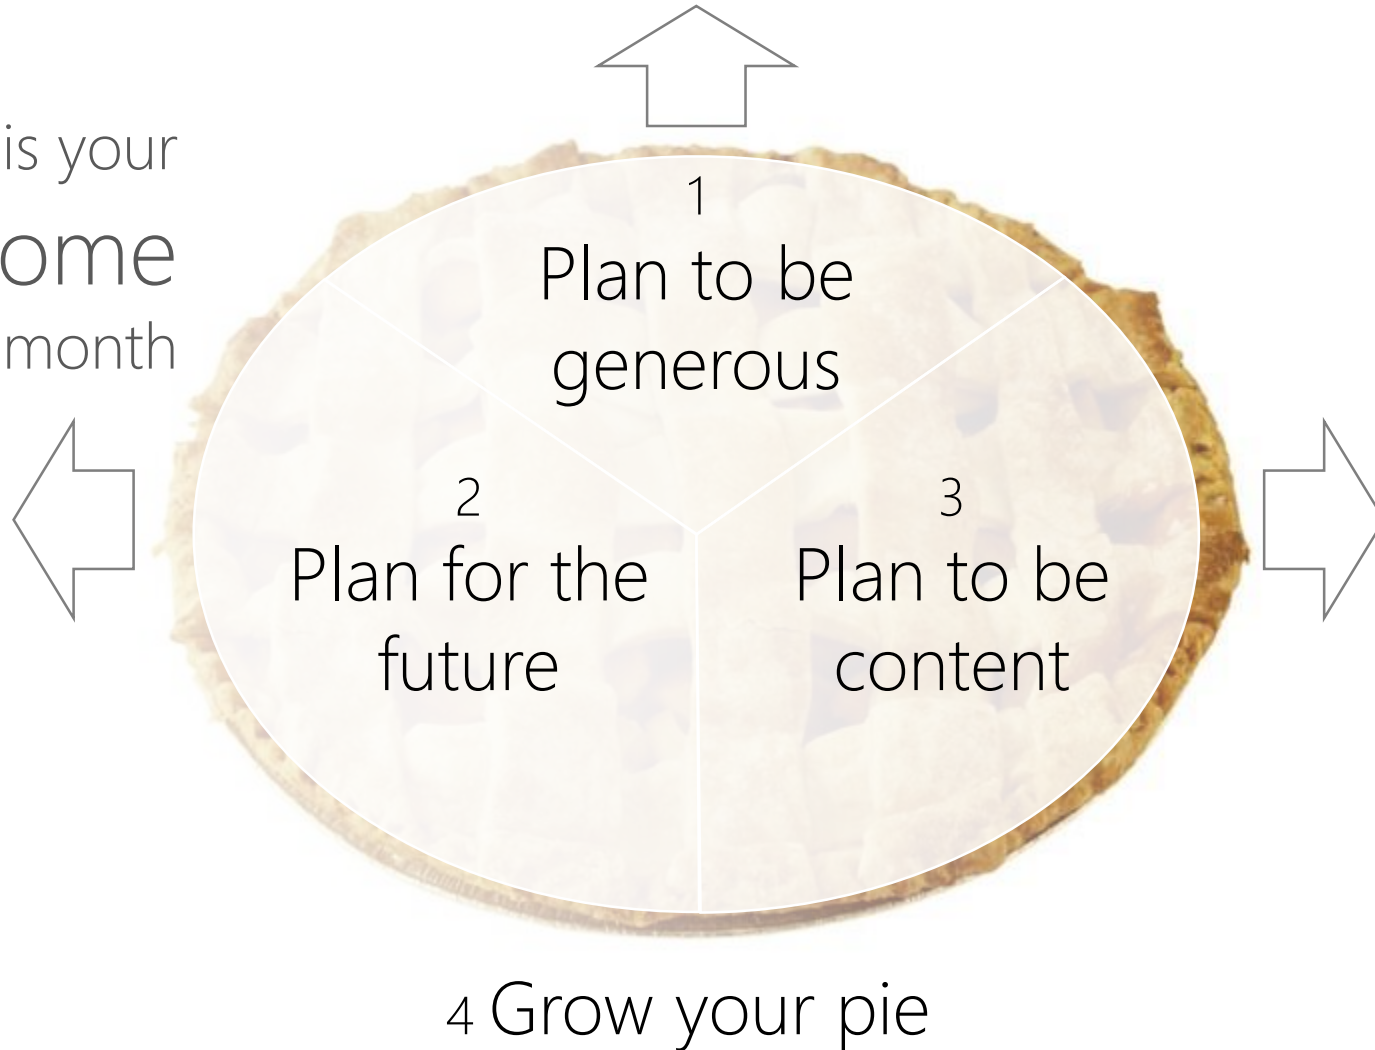 is your
ome
month
1
Plan to be
generous
2
Plan for the
future
3
Plan to be
content
4 Grow your pie